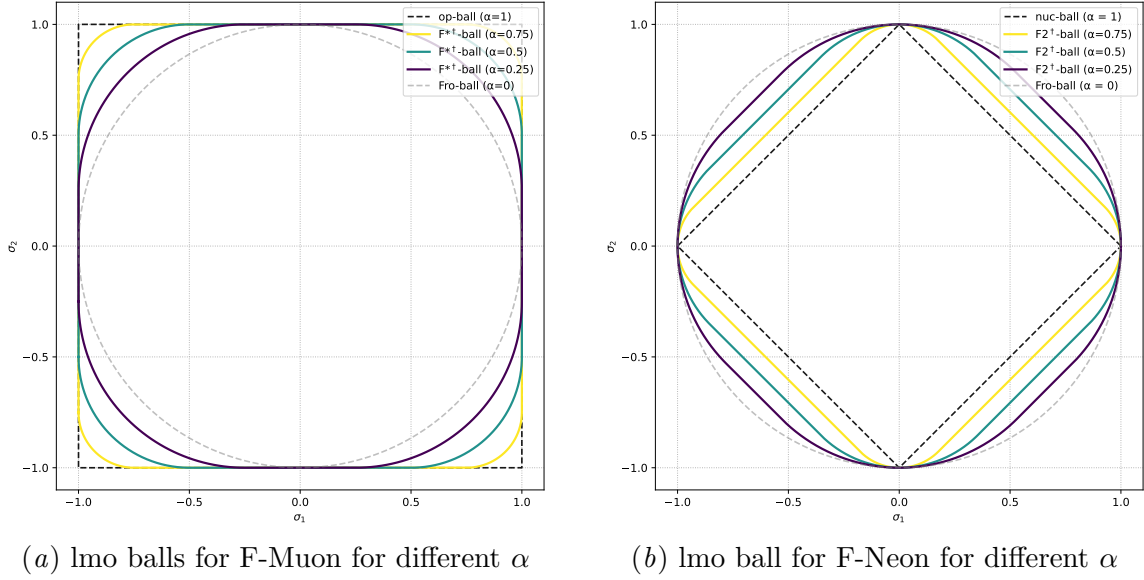 1.0
0.5
0.0
−0.5
−1.0
σ₂
−1.0 −0.5 0.0 0.5 1.0
σ₁
op-ball (α=1)
F*†-ball (α=0.75)
F*†-ball (α=0.5)
F*†-ball (α=0.25)
Fro-ball (α=0)
(a) lmo balls for F-Muon for different α
1.0
0.5
0.0
−0.5
−1.0
σ₂
−1.0 −0.5 0.0 0.5 1.0
σ₁
nuc-ball (α = 1)
F2†-ball (α=0.75)
F2†-ball (α=0.5)
F2†-ball (α=0.25)
Fro-ball (α = 0)
(b) lmo ball for F-Neon for different α